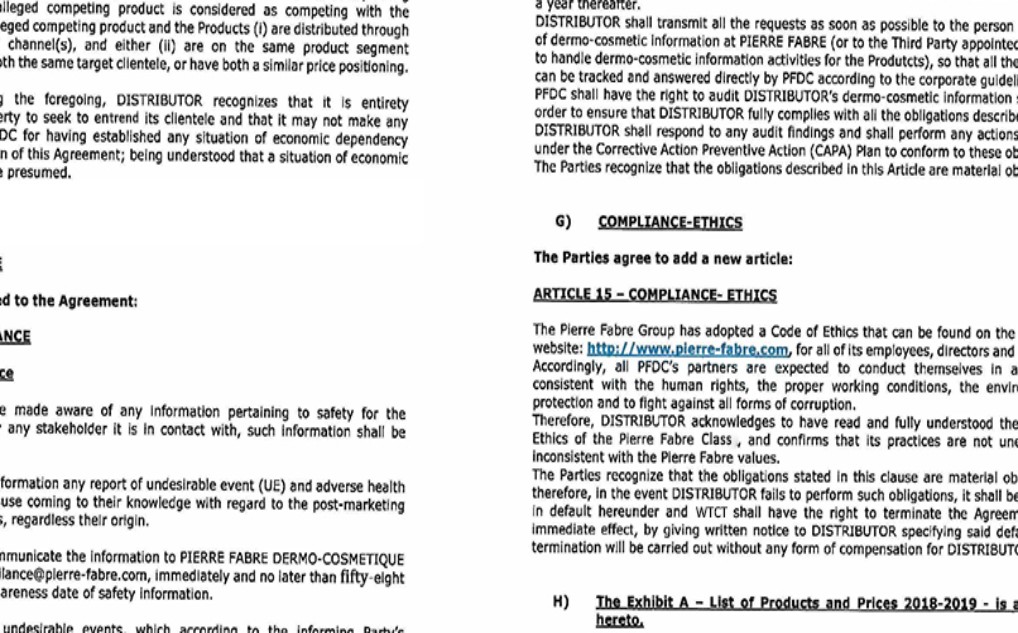 lleged competing product is considered as competing with the
eged competing product and the Products (i) are distributed through
channel(s), and either (ii) are on the same product segment
oth the same target clientele, or have both a similar price positioning.
g the foregoing, DISTRIBUTOR recognizes that it is entirety
erty to seek to entrend its clientele and that it may not make any
DC for having established any situation of economic dependency
n of this Agreement; being understood that a situation of economic
e presumed.
E
ed to the Agreement:
ANCE
ce
e made aware of any information pertaining to safety for the
any stakeholder it is in contact with, such information shall be
formation any report of undesirable event (UE) and adverse health
use coming to their knowledge with regard to the post-marketing
s, regardless their origin.
mmunicate the information to PIERRE FABRE DERMO-COSMETIQUE
ilance@pierre-fabre.com, immediately and no later than fifty-eight
areness date of safety information.
undesirable events, which according to the informing Party's
a year thereafter.
DISTRIBUTOR shall transmit all the requests as soon as possible to the person
of dermo-cosmetic information at PIERRE FABRE (or to the Third Party appointed
to handle dermo-cosmetic information activities for the Produtcts), so that all the
can be tracked and answered directly by PFDC according to the corporate guideli
PFDC shall have the right to audit DISTRIBUTOR's dermo-cosmetic information s
order to ensure that DISTRIBUTOR fully complies with all the obligations describe
DISTRIBUTOR shall respond to any audit findings and shall perform any actions
under the Corrective Action Preventive Action (CAPA) Plan to conform to these ob
The Parties recognize that the obligations described in this Article are material ob
G) COMPLIANCE-ETHICS
The Parties agree to add a new article:
ARTICLE 15 – COMPLIANCE- ETHICS
The Pierre Fabre Group has adopted a Code of Ethics that can be found on the
website: http://www.pierre-fabre.com, for all of its employees, directors and
Accordingly, all PFDC's partners are expected to conduct themselves in a
consistent with the human rights, the proper working conditions, the envir
protection and to fight against all forms of corruption.
Therefore, DISTRIBUTOR acknowledges to have read and fully understood the
Ethics of the Pierre Fabre Class , and confirms that its practices are not une
inconsistent with the Pierre Fabre values.
The Parties recognize that the obligations stated in this clause are material ob
therefore, in the event DISTRIBUTOR fails to perform such obligations, it shall be
in default hereunder and WTCT shall have the right to terminate the Agreem
immediate effect, by giving written notice to DISTRIBUTOR specifying said defa
termination will be carried out without any form of compensation for DISTRIBUTO
H) The Exhibit A – List of Products and Prices 2018-2019 - is a
hereto.